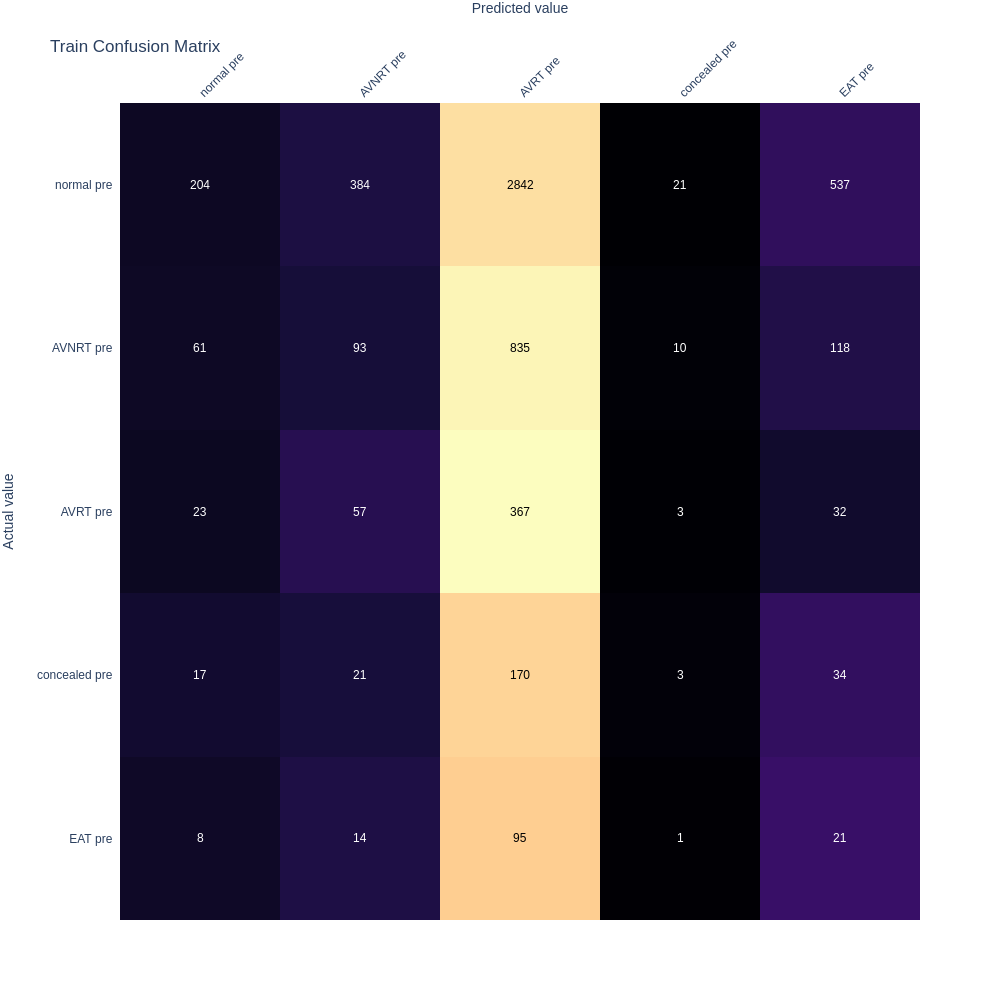 Predicted value
Train Confusion Matrix
normal pre AVNRT pre AVRT pre concealed pre EAT pre
normal pre 204 384 2842 21 537
AVNRT pre 61 93 835 10 118
AVRT pre 23 57 367 3 32
concealed pre 17 21 170 3 34
EAT pre 8 14 95 1 21
Actual value